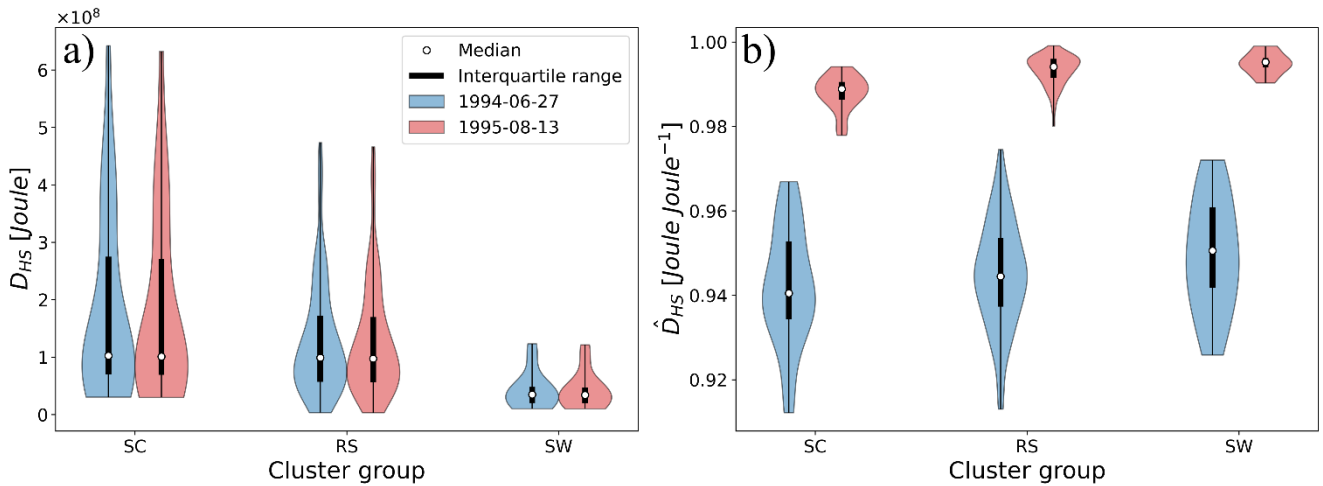 ×10⁸
a)
Median
Interquartile range
1994-06-27
1995-08-13
D_HS [Joule]
6
5
4
3
2
1
0
SC
RS
SW
Cluster group
b)
D̂_HS [Joule Joule⁻¹]
1.00
0.98
0.96
0.94
0.92
SC
RS
SW
Cluster group